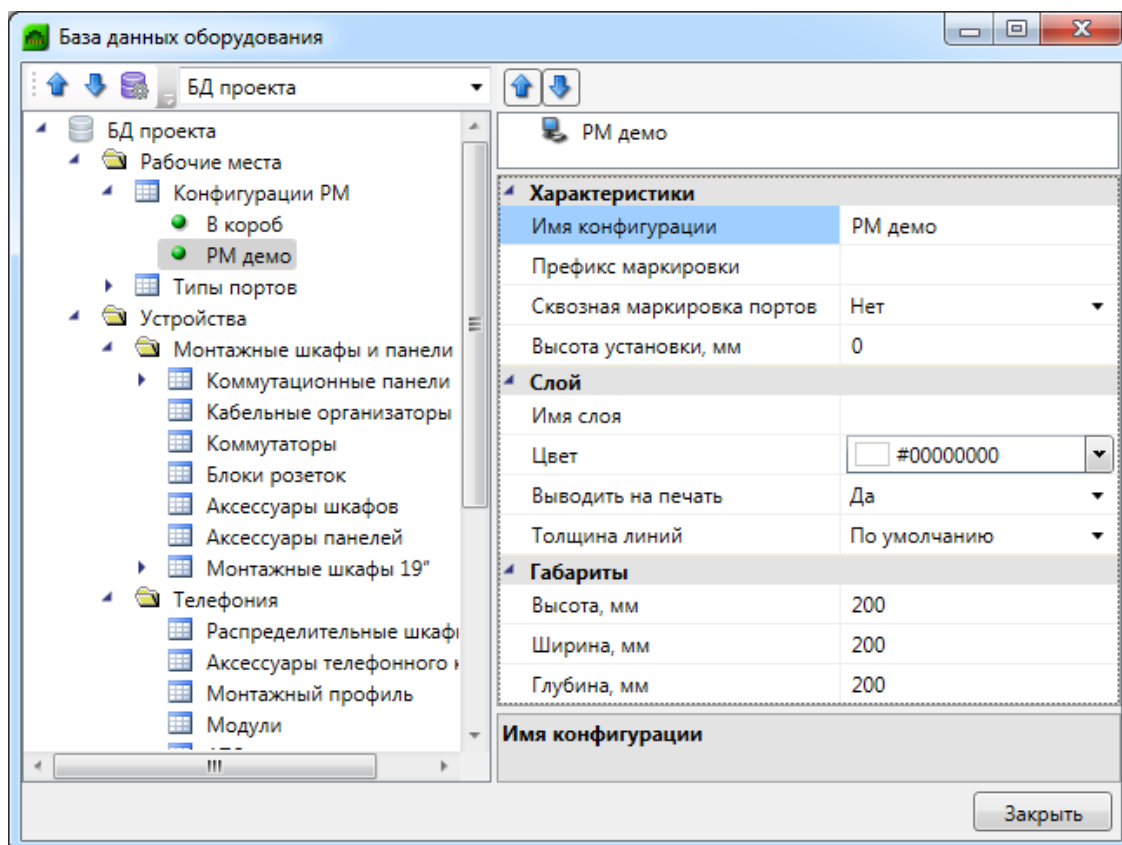 База данных оборудования
БД проекта
БД проекта
Рабочие места
Конфигурации РМ
В короб
РМ демо
Типы портов
Устройства
Монтажные шкафы и панели
Коммутационные панели
Кабельные организаторы
Коммутаторы
Блоки розеток
Аксессуары шкафов
Аксессуары панелей
Монтажные шкафы 19"
Телефония
Распределительные шкафы
Аксессуары телефонного к
Монтажный профиль
Модули
РМ демо
Характеристики
Имя конфигурации РМ демо
Префикс маркировки
Сквозная маркировка портов Нет
Высота установки, мм 0
Слой
Имя слоя
Цвет #00000000
Выводить на печать Да
Толщина линий По умолчанию
Габариты
Высота, мм 200
Ширина, мм 200
Глубина, мм 200
Имя конфигурации
Закрыть